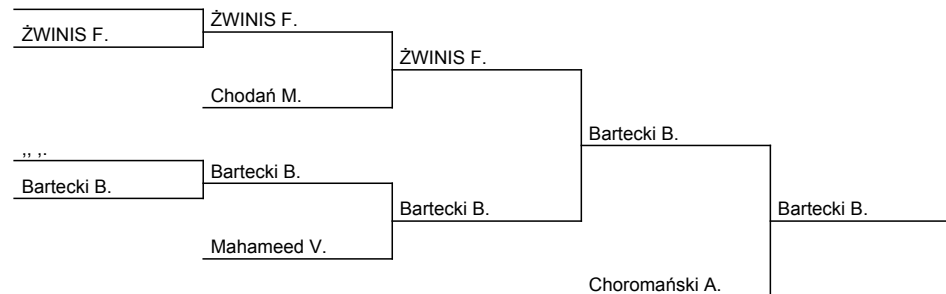 ŻWINIS F.
ŻWINIS F.
ŻWINIS F.
Chodań M.
Bartecki B.
,, ,.
Bartecki B.
Bartecki B.
Bartecki B.
Bartecki B.
Mahameed V.
Choromański A.